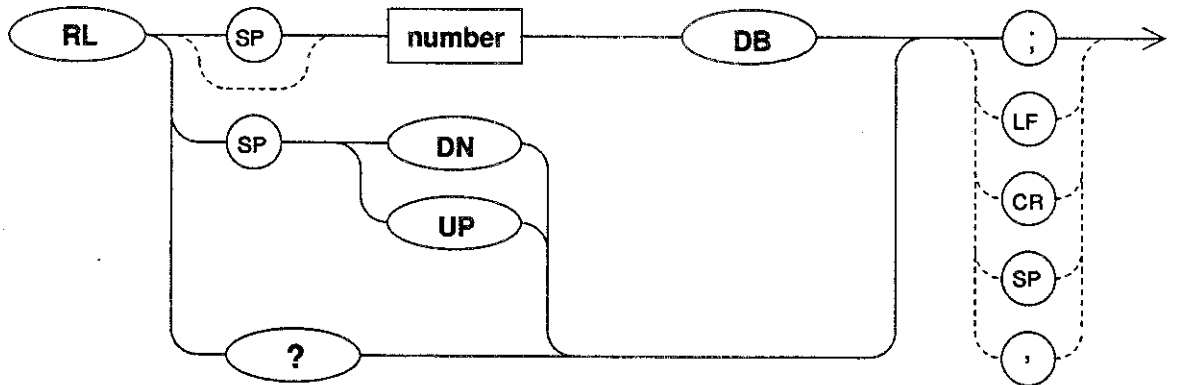 RL SP number DB ;
LF
SP DN
CR
UP
SP
? ,